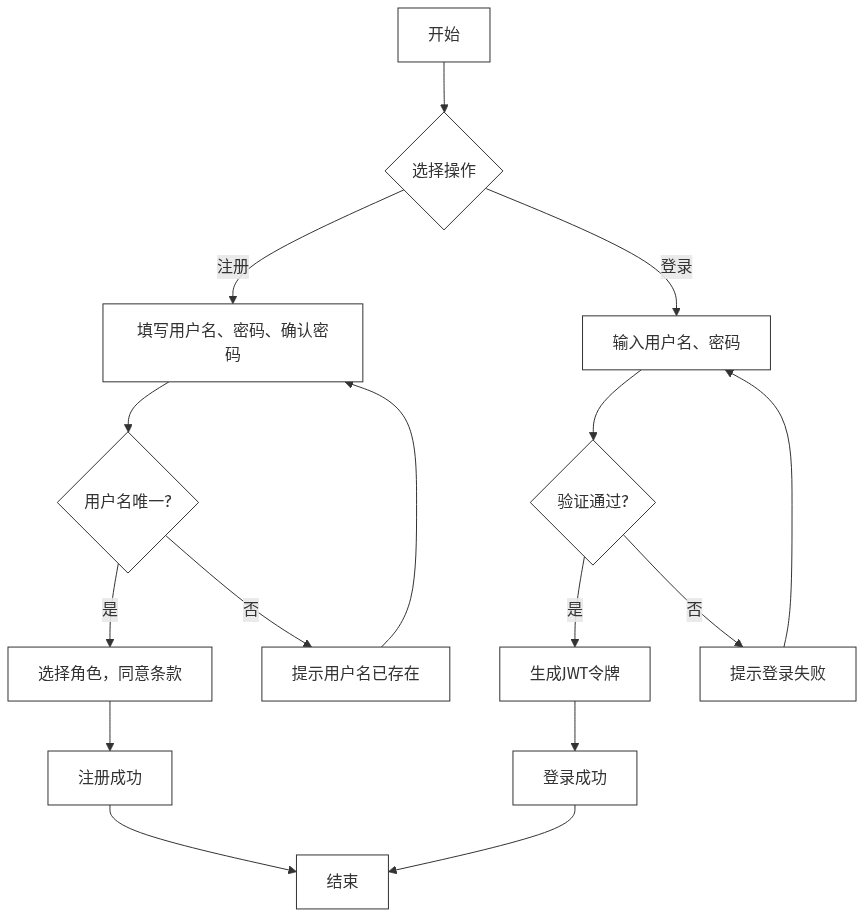 开始
选择操作
注册
登录
填写用户名、密码、确认密
码
输入用户名、密码
用户名唯一?
验证通过?
是
否
是
否
选择角色，同意条款
提示用户名已存在
生成JWT令牌
提示登录失败
注册成功
登录成功
结束